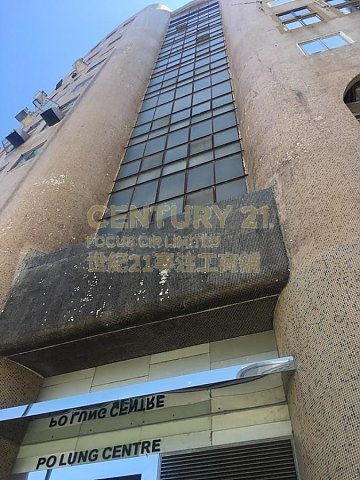 CENTURY 21
FOCUS CIR LIMITED
世紀21專注工商舖
PO LUNG CENTRE
PO LUNG CENTRE